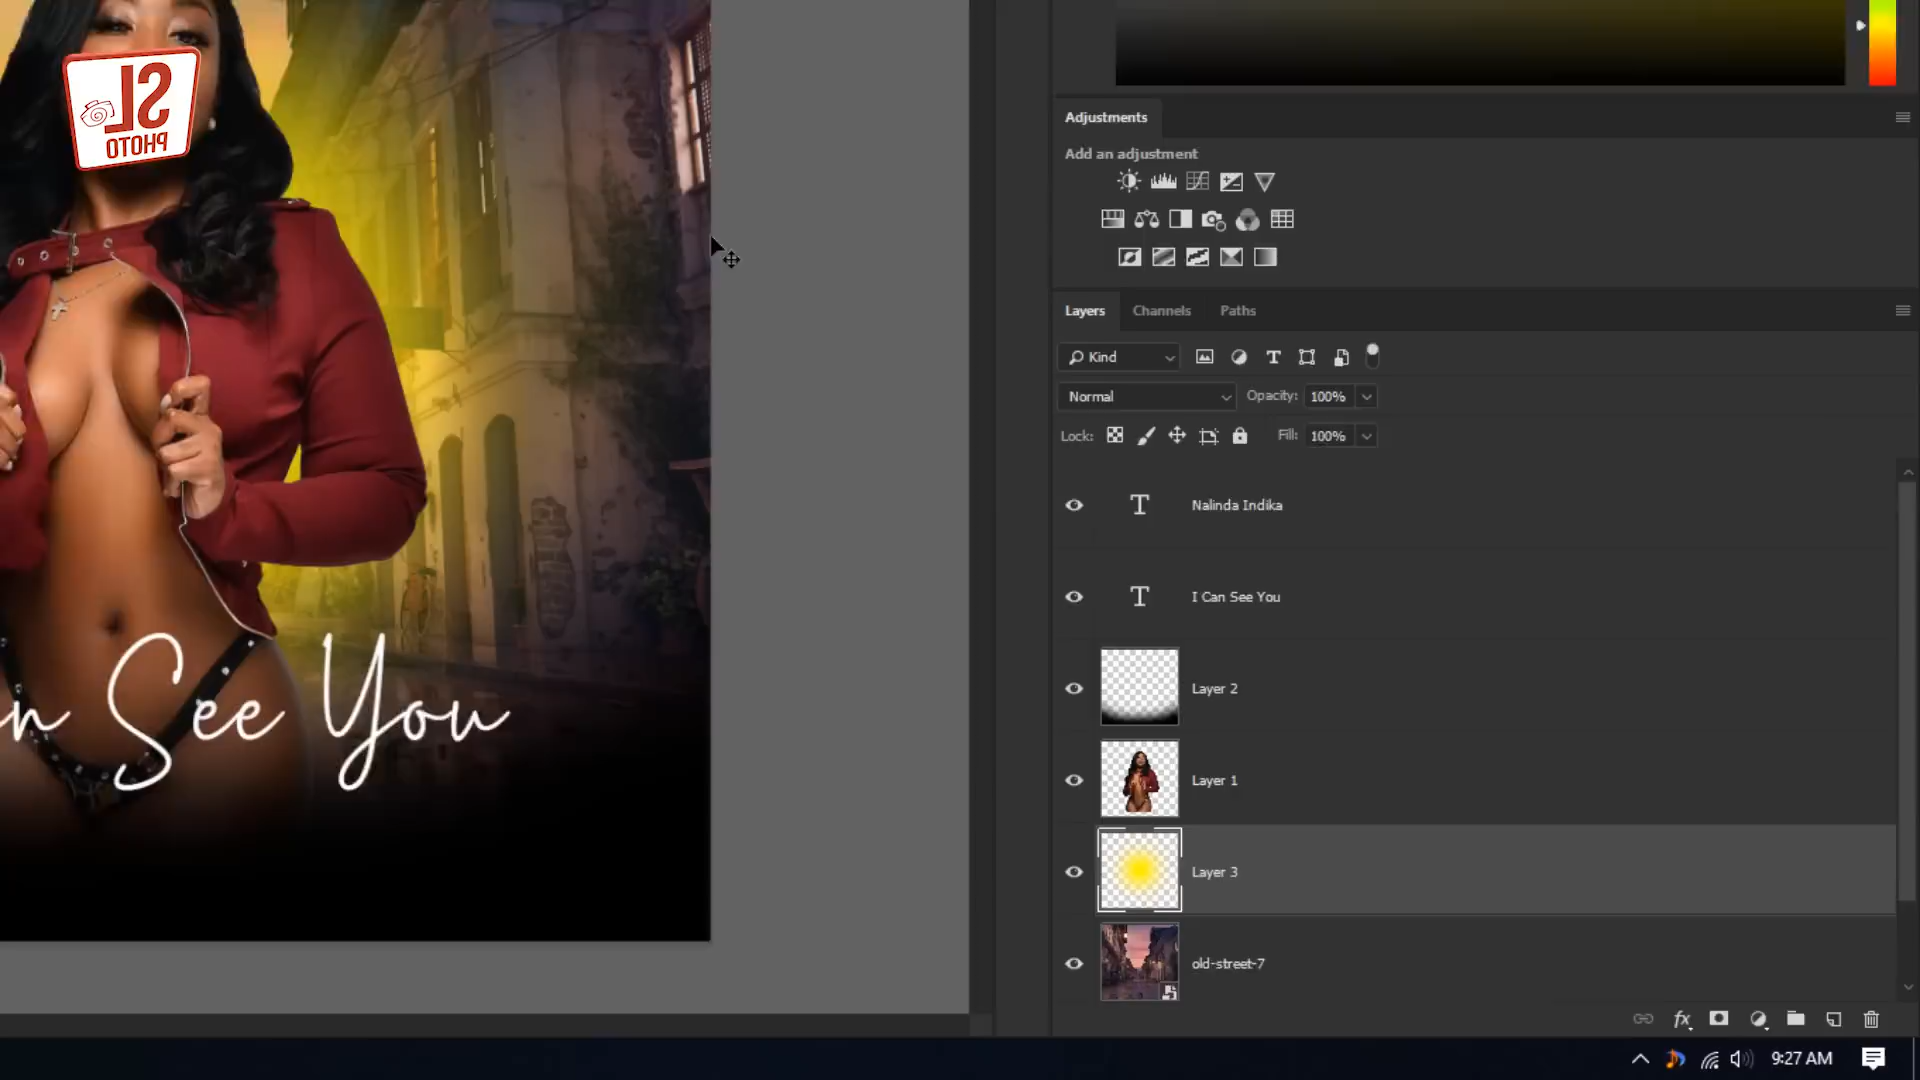 SL
PHOTO
n See You
Adjustments
Add an adjustment
Layers Channels Paths
Kind
Normal Opacity: 100%
Lock: Fill: 100%
T Nalinda Indika
T I Can See You
Layer 2
Layer 1
Layer 3
old-street-7
fx
9:27 AM